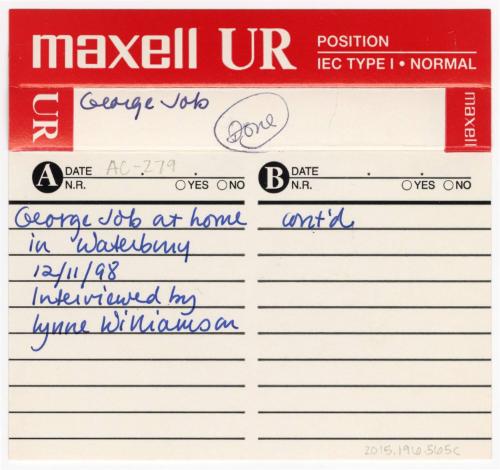 maxell UR POSITION
IEC TYPE I • NORMAL
UR
George Job
Done
maxell
A DATE AC-279
N.R. YES NO
B DATE
N.R. YES NO
George Job at home
in Waterbury
12/11/98
Interviewed by
Lynne Williamson
cont'd
2015.196.565c